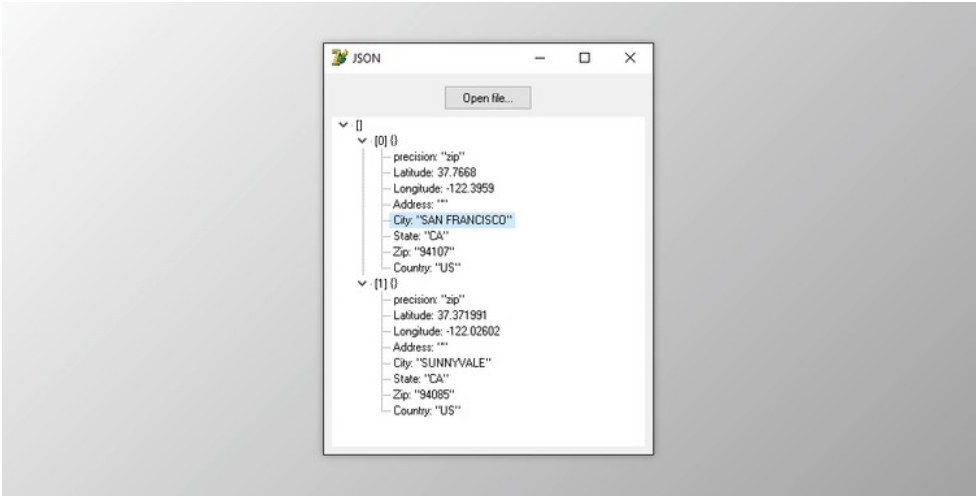 JSON
Open file...
[]
[0] {}
precision: "zip"
Latitude: 37.7668
Longitude: -122.3959
Address: ""
City: "SAN FRANCISCO"
State: "CA"
Zip: "94107"
Country: "US"
[1] {}
precision: "zip"
Latitude: 37.371991
Longitude: -122.02602
Address: ""
City: "SUNNYVALE"
State: "CA"
Zip: "94085"
Country: "US"